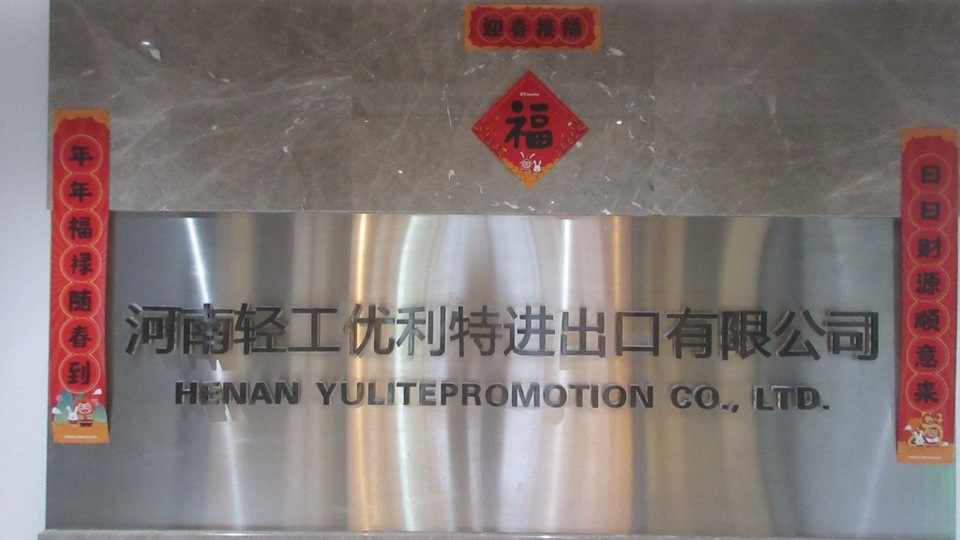 迎春接福
福
年年福禄随春到
日日财源顺意来
河南轻工优利特进出口有限公司
HENAN YULITEPROMOTION CO., LTD.